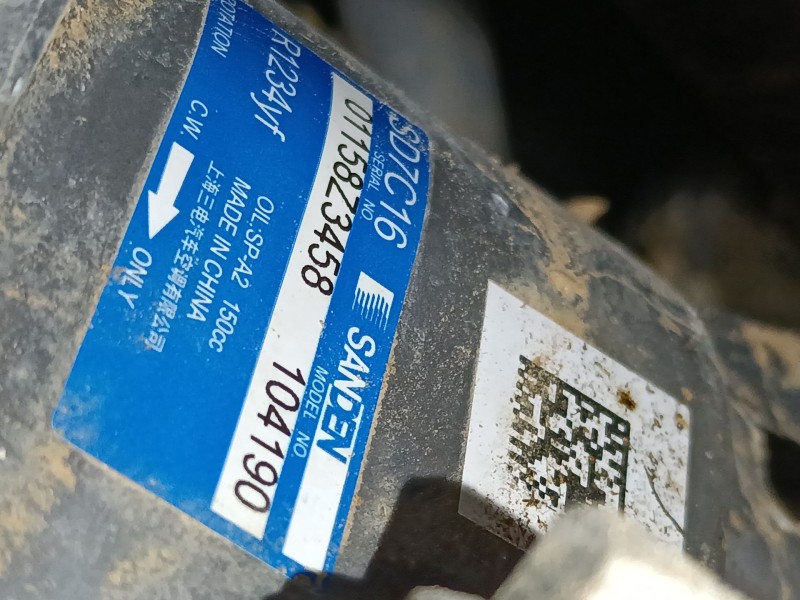 SD7C16 SANDEN
SERIAL NO. MODEL NO.
01158Z3458 104190
R1234yf
OIL:SP-A2 150cc
MADE IN CHINA
上海三电汽车空调有限公司
ROTATION C.W. ONLY